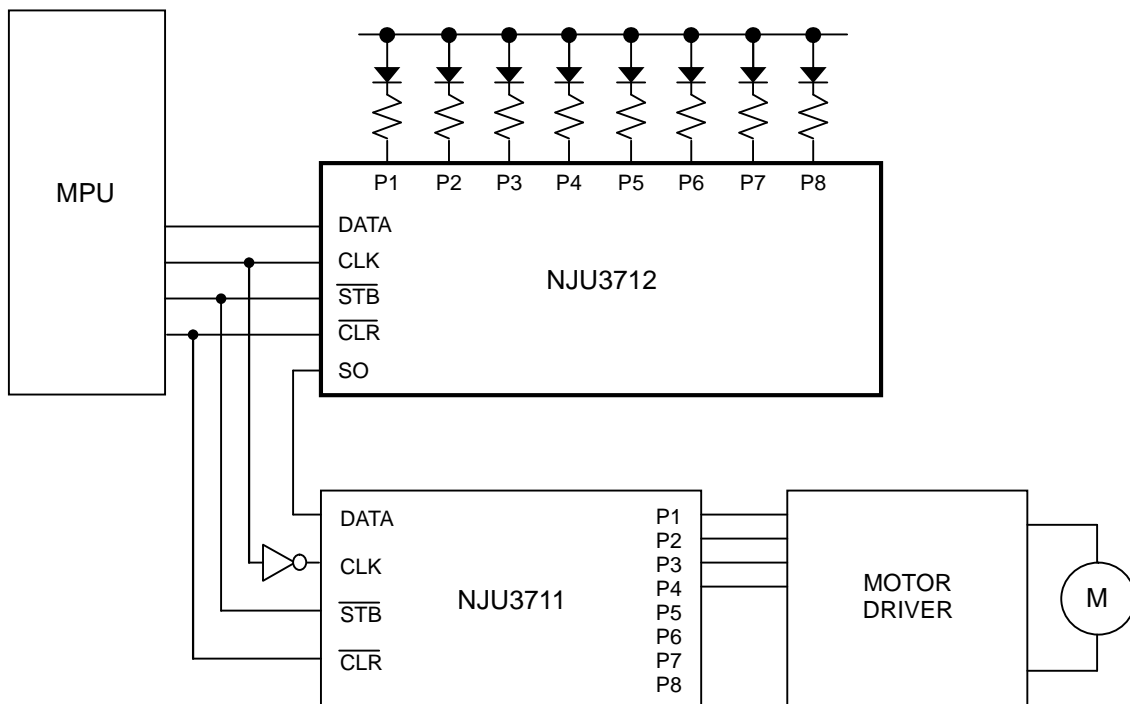 MPU
P1 P2 P3 P4 P5 P6 P7 P8
DATA
CLK
STB
CLR
SO
NJU3712
DATA
CLK
STB
CLR
NJU3711
P1
P2
P3
P4
P5
P6
P7
P8
MOTOR
DRIVER
M